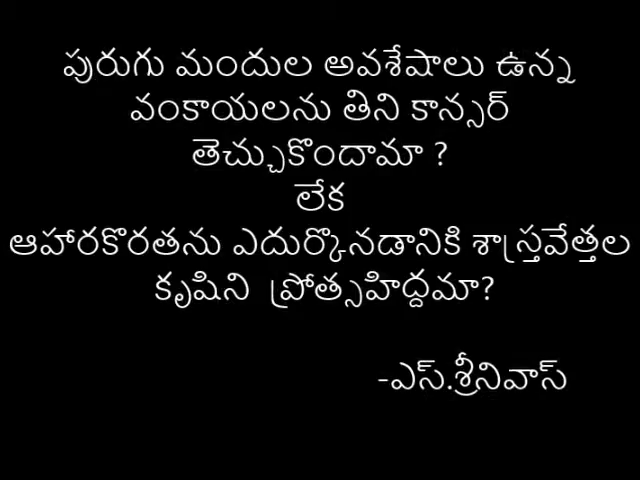 పురుగు మందుల అవశేషాలు ఉన్న
వంకాయలను తిని కాన్సర్
తెచ్చుకొందామా ?
లేక
ఆహారకొరతను ఎదుర్కొనడానికి శాస్త్రవేత్తల
కృషిని ప్రోత్సహిద్దమా?
-ఎస్.శ్రీనివాస్